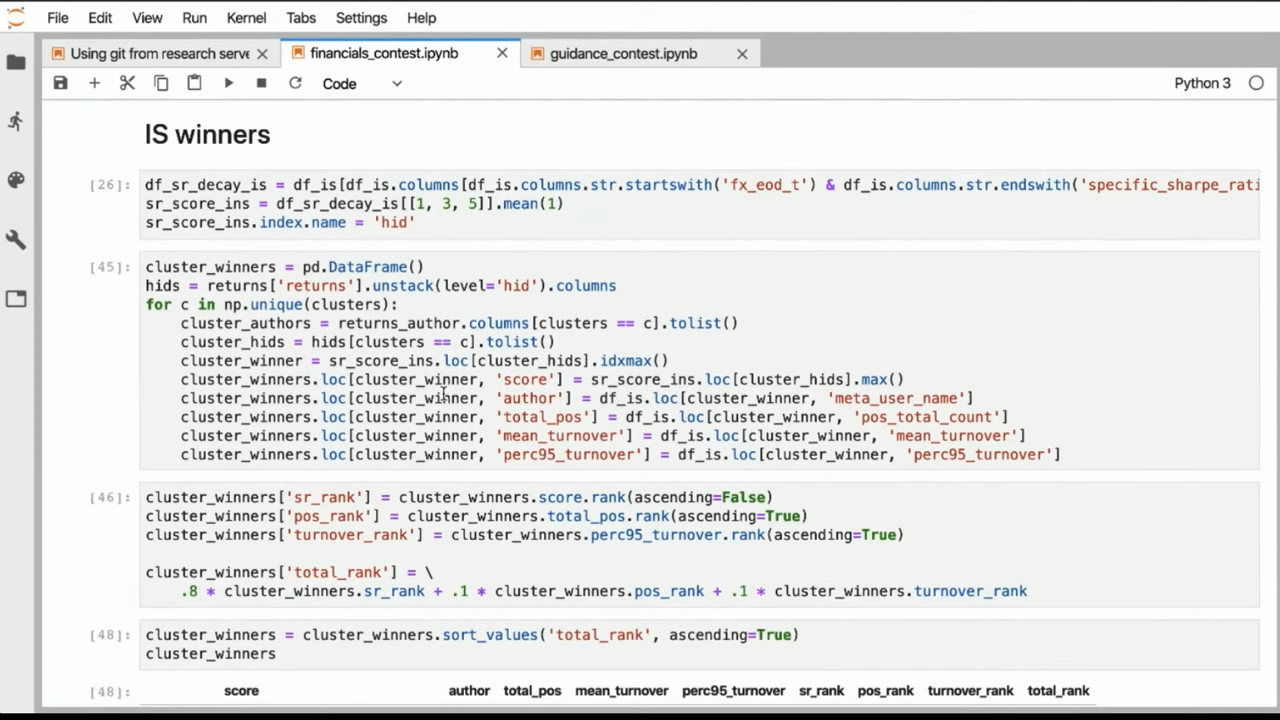 File Edit View Run Kernel Tabs Settings Help
Using git from research serve financials_contest.ipynb guidance_contest.ipynb
Code Python 3
IS winners
[26]: df_sr_decay_is = df_is[df_is.columns[df_is.columns.str.startswith('fx_eod_t') & df_is.columns.str.endswith('specific_sharpe_rati
sr_score_ins = df_sr_decay_is[[1, 3, 5]].mean(1)
sr_score_ins.index.name = 'hid'
[45]: cluster_winners = pd.DataFrame()
hids = returns['returns'].unstack(level='hid').columns
for c in np.unique(clusters):
    cluster_authors = returns_author.columns[clusters == c].tolist()
    cluster_hids = hids[clusters == c].tolist()
    cluster_winner = sr_score_ins.loc[cluster_hids].idxmax()
    cluster_winners.loc[cluster_winner, 'score'] = sr_score_ins.loc[cluster_hids].max()
    cluster_winners.loc[cluster_winner, 'author'] = df_is.loc[cluster_winner, 'meta_user_name']
    cluster_winners.loc[cluster_winner, 'total_pos'] = df_is.loc[cluster_winner, 'pos_total_count']
    cluster_winners.loc[cluster_winner, 'mean_turnover'] = df_is.loc[cluster_winner, 'mean_turnover']
    cluster_winners.loc[cluster_winner, 'perc95_turnover'] = df_is.loc[cluster_winner, 'perc95_turnover']
[46]: cluster_winners['sr_rank'] = cluster_winners.score.rank(ascending=False)
cluster_winners['pos_rank'] = cluster_winners.total_pos.rank(ascending=True)
cluster_winners['turnover_rank'] = cluster_winners.perc95_turnover.rank(ascending=True)
cluster_winners['total_rank'] = \
    .8 * cluster_winners.sr_rank + .1 * cluster_winners.pos_rank + .1 * cluster_winners.turnover_rank
[48]: cluster_winners = cluster_winners.sort_values('total_rank', ascending=True)
cluster_winners
[48]: score author total_pos mean_turnover perc95_turnover sr_rank pos_rank turnover_rank total_rank